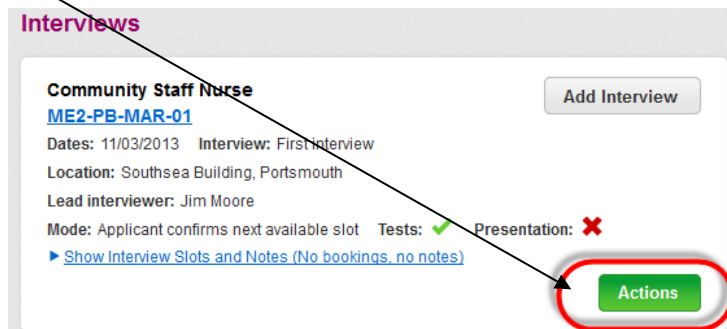 Interviews
Community Staff Nurse
Add Interview
ME2-PB-MAR-01
Dates: 11/03/2013 Interview: First interview
Location: Southsea Building, Portsmouth
Lead interviewer: Jim Moore
Mode: Applicant confirms next available slot Tests: Presentation:
Show Interview Slots and Notes (No bookings, no notes)
Actions